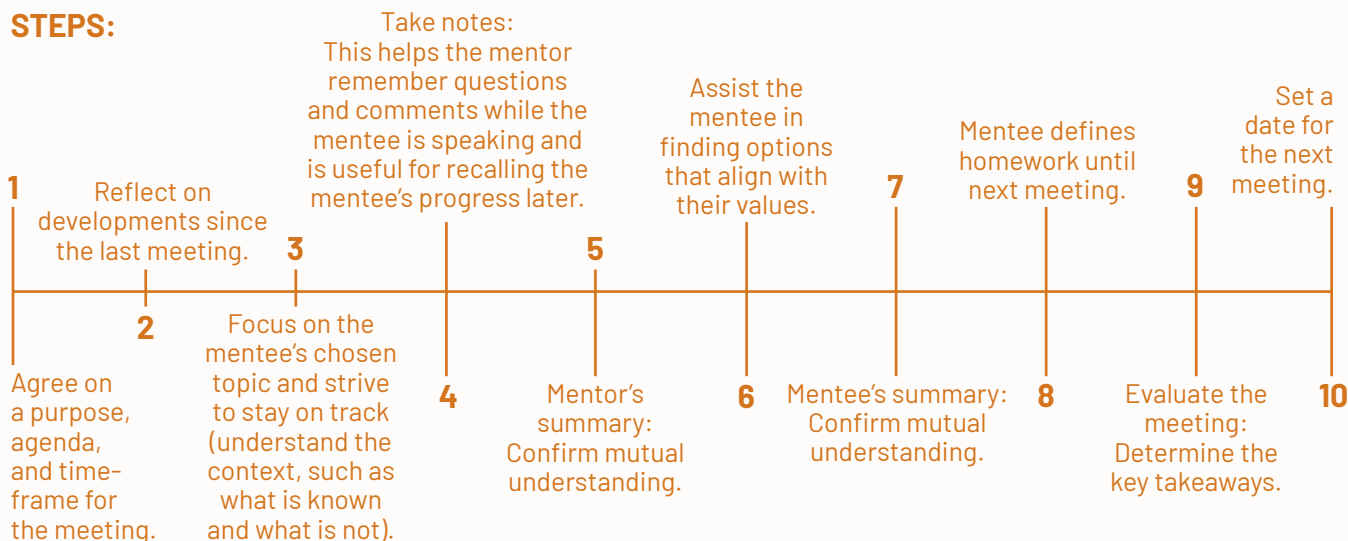 STEPS:
1
Agree on
a purpose,
agenda,
and time-
frame for
the meeting.
Reflect on
developments since
the last meeting.
2
3
Focus on the
mentee’s chosen
topic and strive
to stay on track
(understand the
context, such as
what is known
and what is not).
Take notes:
This helps the mentor
remember questions
and comments while the
mentee is speaking and
is useful for recalling the
mentee’s progress later.
4
5
Mentor’s
summary:
Confirm mutual
understanding.
Assist the
mentee in
finding options
that align with
their values.
6
7
Mentee’s summary:
Confirm mutual
understanding.
Mentee defines
homework until
next meeting.
8
9
Evaluate the
meeting:
Determine the
key takeaways.
Set a
date for
the next
meeting.
10